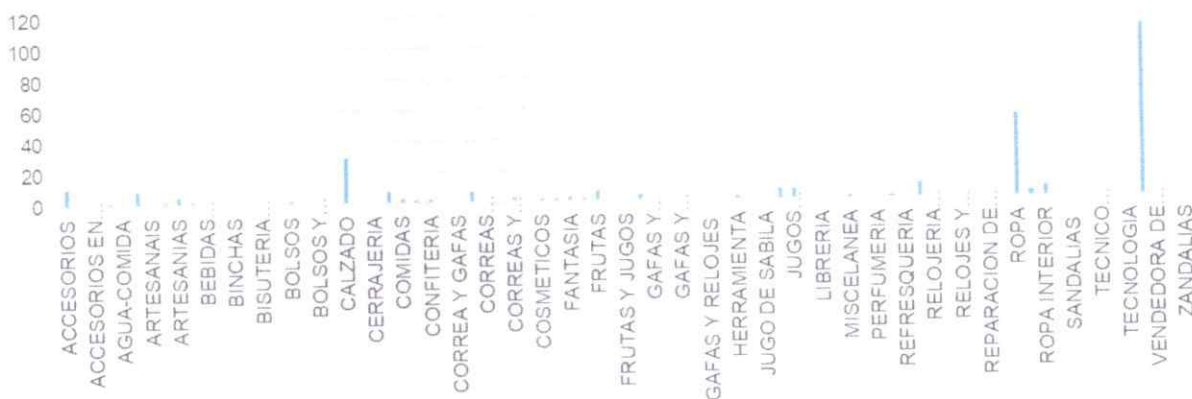 120
100
80
60
40
20
0
ACCESORIOS
ACCESORIOS EN...
AGUA-COMIDA
ARTESANAIS
ARTESANIAS
BEBIDAS
BINCHAS
BISUTERIA...
BOLSOS
BOLSOS Y...
CALZADO
CERRAJERIA
COMIDAS
CONFITERIA
CORREA Y GAFAS
CORREAS...
CORREAS Y...
COSMETICOS
FANTASIA
FRUTAS
FRUTAS Y JUGOS
GAFAS Y...
GAFAS Y...
GAFAS Y RELOJES
HERRAMIENTA
JUGO DE SABILA
JUGOS...
LIBRERIA
MISCELANEA
PERFUMERIA
REFRESQUERIA
RELOJERIA...
RELOJES Y...
REPARACION DE...
ROPA
ROPA INTERIOR
SANDALIAS
TECNICO...
TECNOLOGIA
VENDEDORA DE...
ZANDALIAS